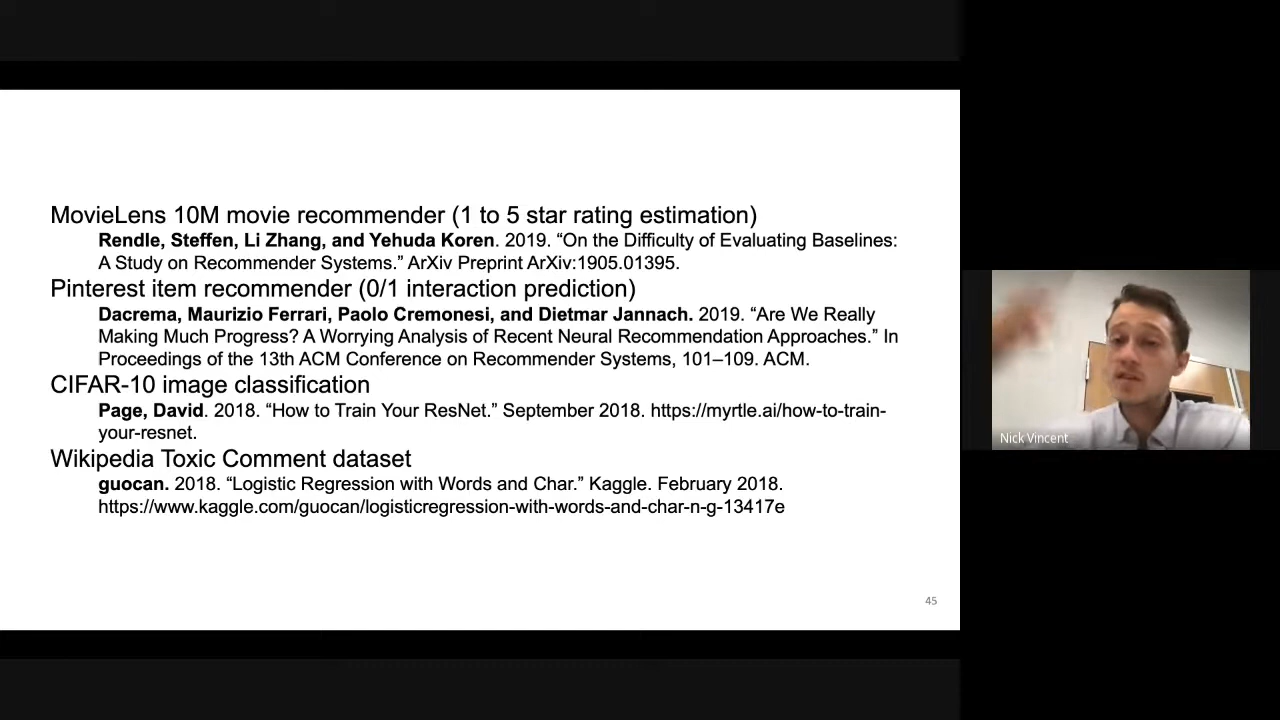 MovieLens 10M movie recommender (1 to 5 star rating estimation)
Rendle, Steffen, Li Zhang, and Yehuda Koren. 2019. “On the Difficulty of Evaluating Baselines:
A Study on Recommender Systems.” ArXiv Preprint ArXiv:1905.01395.
Pinterest item recommender (0/1 interaction prediction)
Dacrema, Maurizio Ferrari, Paolo Cremonesi, and Dietmar Jannach. 2019. “Are We Really
Making Much Progress? A Worrying Analysis of Recent Neural Recommendation Approaches.” In
Proceedings of the 13th ACM Conference on Recommender Systems, 101–109. ACM.
CIFAR-10 image classification
Page, David. 2018. “How to Train Your ResNet.” September 2018. https://myrtle.ai/how-to-train-
your-resnet.
Wikipedia Toxic Comment dataset
guocan. 2018. “Logistic Regression with Words and Char.” Kaggle. February 2018.
https://www.kaggle.com/guocan/logisticregression-with-words-and-char-n-g-13417e
45
Nick Vincent